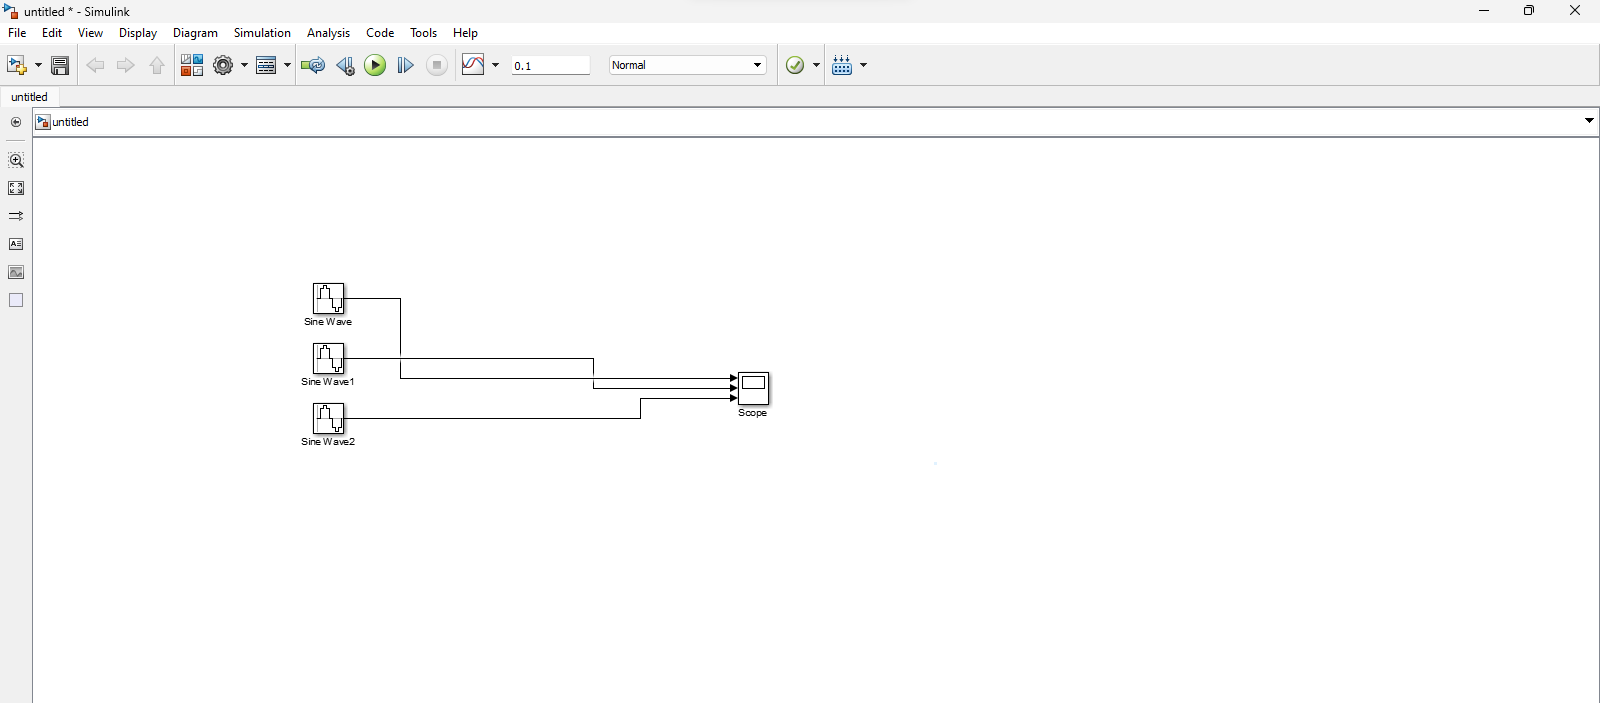 untitled * - Simulink
File Edit View Display Diagram Simulation Analysis Code Tools Help
0.1 Normal
untitled
untitled
Sine Wave
Sine Wave1
Scope
Sine Wave2